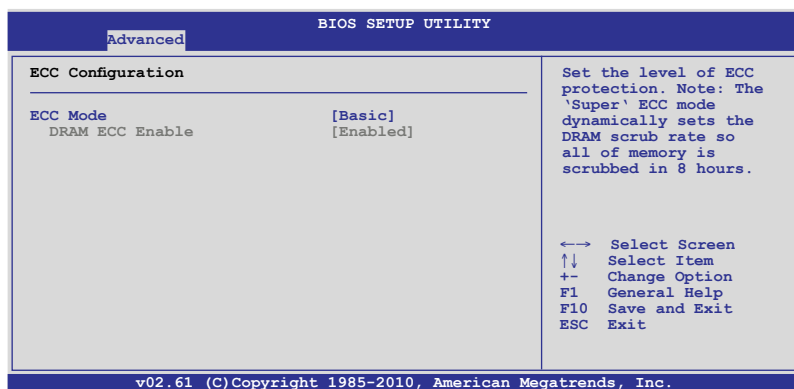 BIOS SETUP UTILITY
Advanced
ECC Configuration
ECC Mode [Basic]
DRAM ECC Enable [Enabled]
Set the level of ECC
protection. Note: The
‘Super‘ ECC mode
dynamically sets the
DRAM scrub rate so
all of memory is
scrubbed in 8 hours.
←→ Select Screen
↑↓ Select Item
+- Change Option
F1 General Help
F10 Save and Exit
ESC Exit
v02.61 (C)Copyright 1985-2010, American Megatrends, Inc.